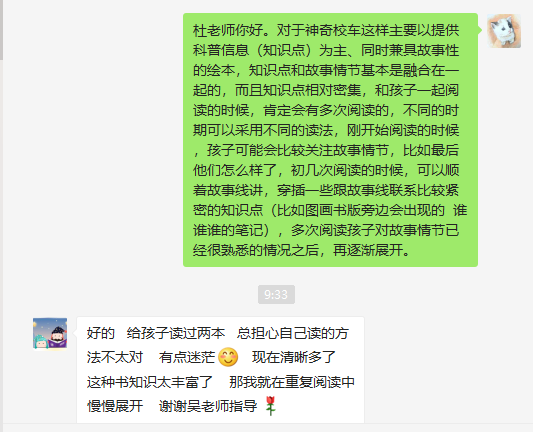 杜老师你好。对于神奇校车这样主要以提供
科普信息（知识点）为主、同时兼具故事性
的绘本，知识点和故事情节基本是融合在一
起的，而且知识点相对密集，和孩子一起阅
读的时候，肯定会有多次阅读的，不同的时
期可以采用不同的读法，刚开始阅读的时候
，孩子可能会比较关注故事情节，比如最后
他们怎么样了，初几次阅读的时候，可以顺
着故事线讲，穿插一些跟故事线联系比较紧
密的知识点（比如图画书版旁边会出现的 谁
谁谁的笔记），多次阅读孩子对故事情节已
经很熟悉的情况之后，再逐渐展开。
9:33
好的 给孩子读过两本 总担心自己读的方
法不太对 有点迷茫 现在清晰多了
这种书知识太丰富了 那我就在重复阅读中
慢慢展开 谢谢吴老师指导